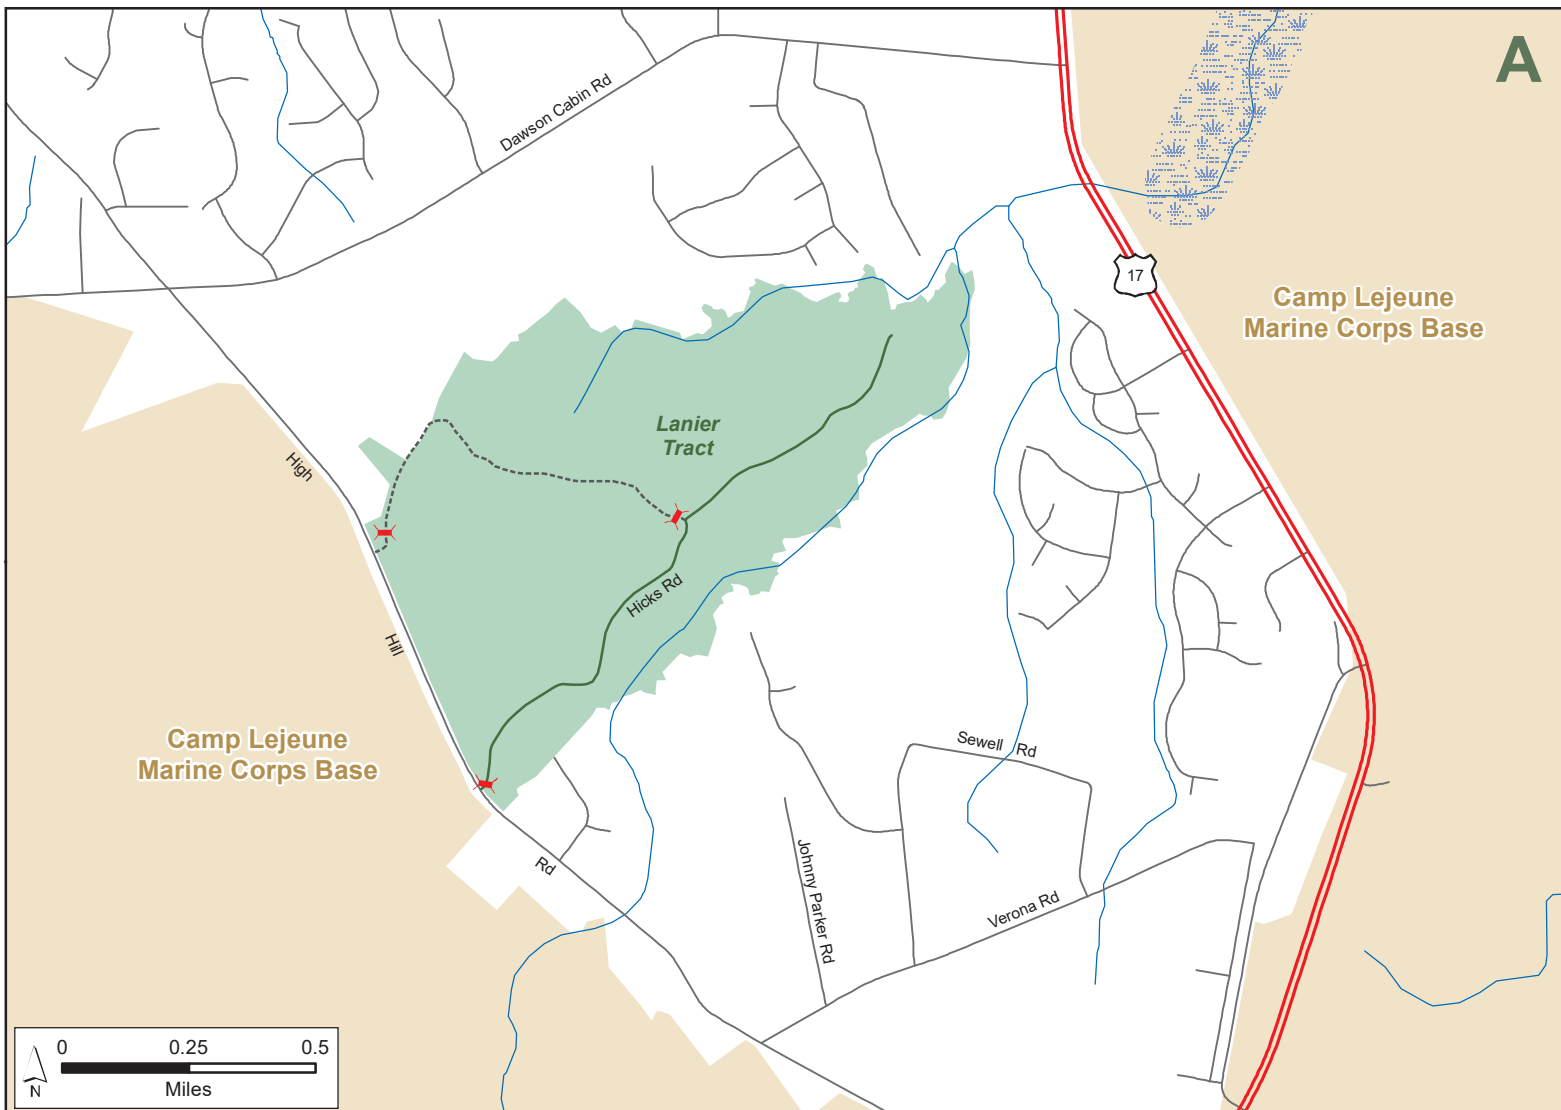 A
Dawson Cabin Rd
17
Camp Lejeune
Marine Corps Base
Lanier
Tract
High
Hicks Rd
Hill
Camp Lejeune
Marine Corps Base
Sewell Rd
Johnny Parker Rd
Rd
Verona Rd
0 0.25 0.5
Miles
N